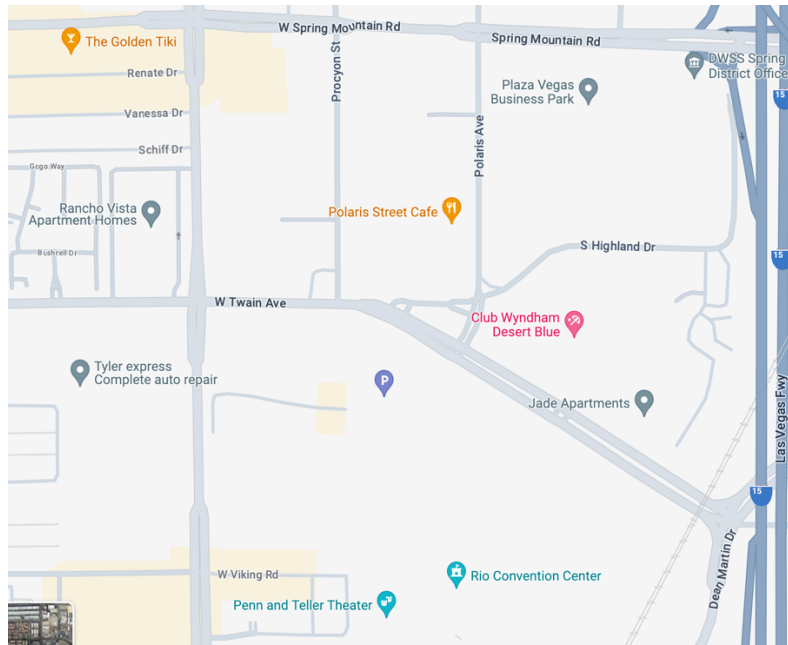 W Spring Mountain Rd
Spring Mountain Rd
The Golden Tiki
Procyon St
DWSS Spring
District Office
Renate Dr
Plaza Vegas
Business Park
15
Vanessa Dr
Polaris Ave
Schiff Dr
Gogo Way
Rancho Vista
Apartment Homes
Polaris Street Cafe
S Highland Dr
Bushnell Dr
15
W Twain Ave
Club Wyndham
Desert Blue
Tyler express
Complete auto repair
P
Jade Apartments
Las Vegas Fwy
15
Dean Martin Dr
W Viking Rd
Rio Convention Center
Penn and Teller Theater